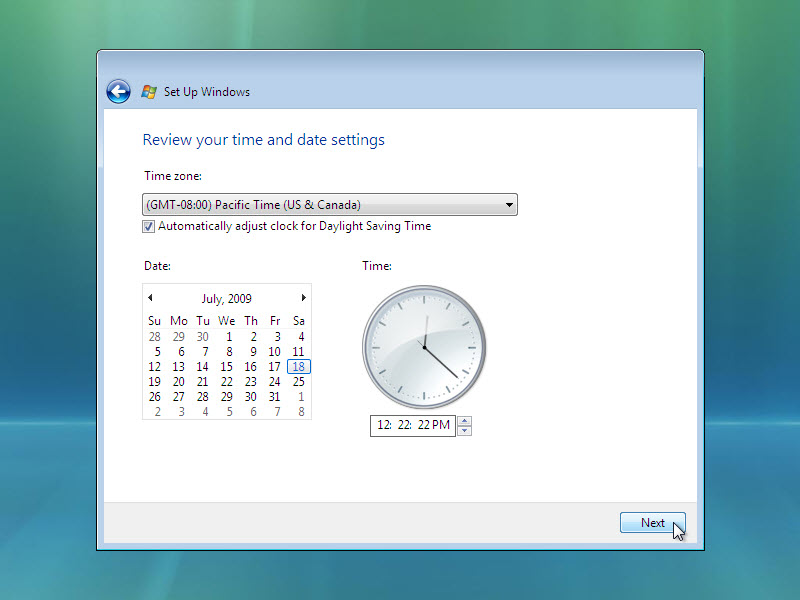 Set Up Windows
Review your time and date settings
Time zone:
(GMT-08:00) Pacific Time (US & Canada)
Automatically adjust clock for Daylight Saving Time
Date:
Time:
July, 2009
Su Mo Tu We Th Fr Sa
28 29 30 1 2 3 4
5 6 7 8 9 10 11
12 13 14 15 16 17 18
19 20 21 22 23 24 25
26 27 28 29 30 31 1
2 3 4 5 6 7 8
12: 22: 22 PM
Next